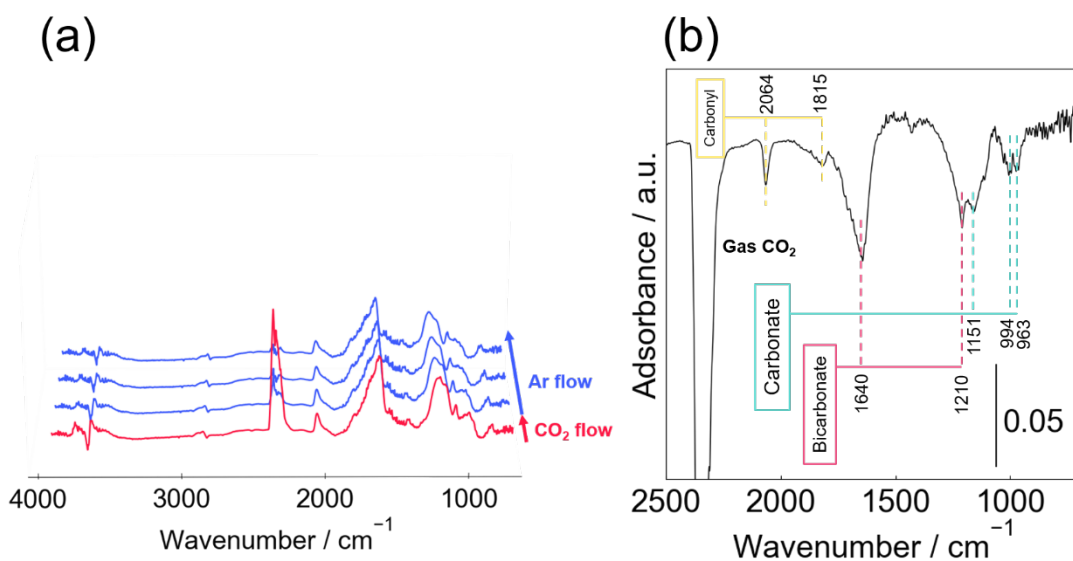 (a)
Ar flow
CO₂ flow
4000
3000
2000
1000
Wavenumber / cm⁻¹
(b)
Adsorbance / a.u.
Carbonyl
2064
1815
Gas CO₂
Carbonate
1151
994
963
Bicarbonate
1640
1210
0.05
2500
2000
1500
1000
Wavenumber / cm⁻¹